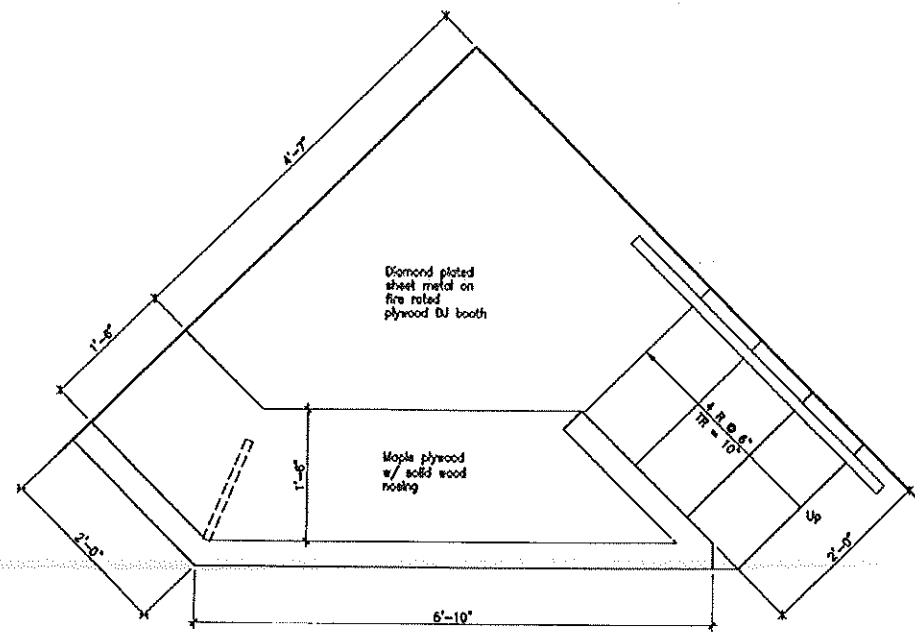 4'-7"
1'-6"
Diamond plated
sheet metal on
fire rated
plywood DJ booth
4 R @ 6"
TR = 10"
Maple plywood
w/ solid wood
nosing
1'-6"
Up
2'-0"
2'-0"
6'-10"